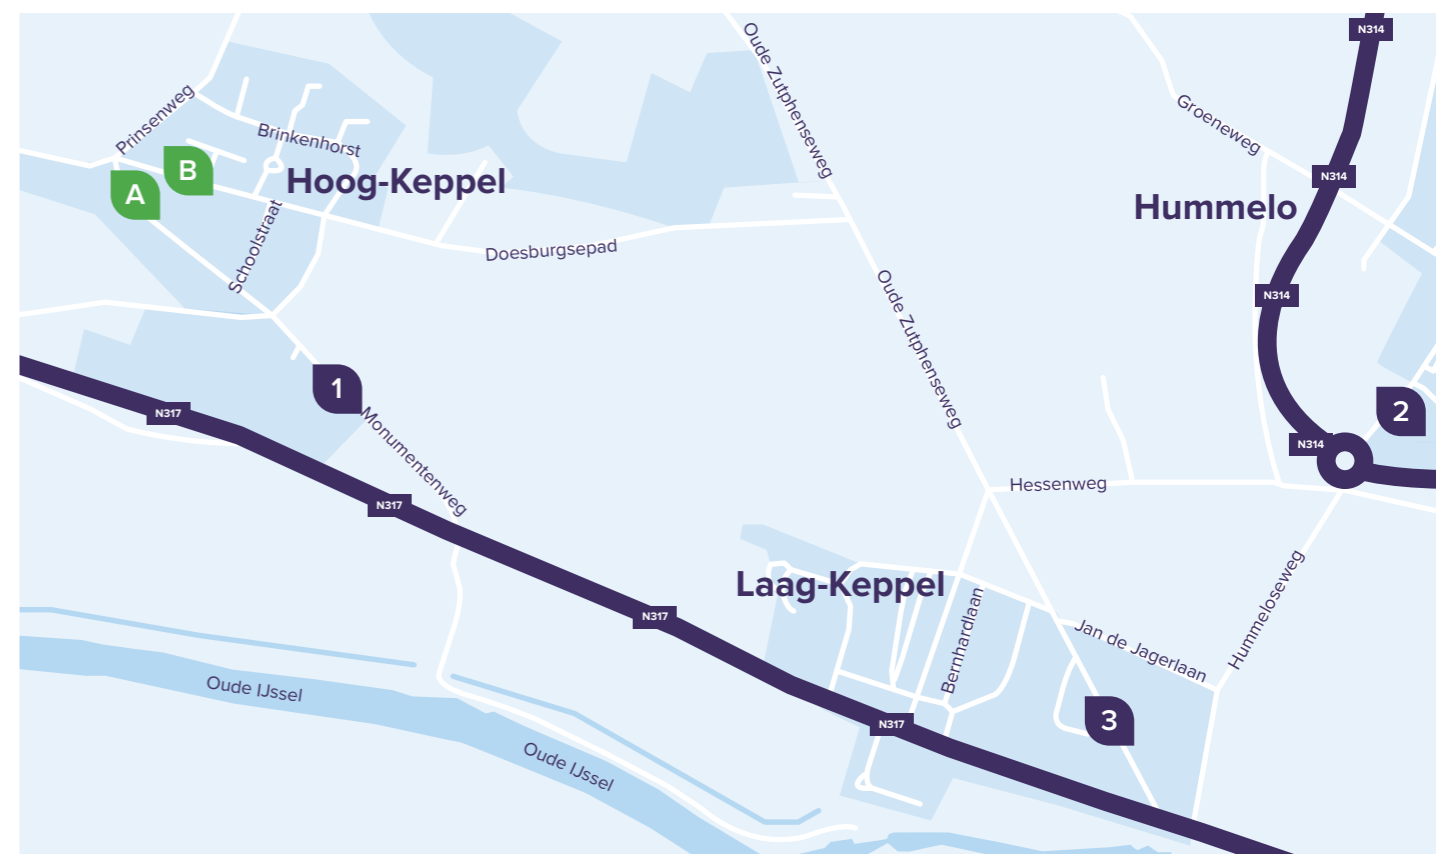 N314
Oude Zutphenseweg
Prinsenweg
Groeneweg
Brinkenhorst
B
A
Hoog-Keppel
N314
Hummelo
Schoolstraat
Doesburgsepad
N314
Oude Zutphenseweg
1
N317
2
Monumentenweg
N314
N317
Hessenweg
Laag-Keppel
N317
Bernhardlaan
Jan de Jagerlaan
Hummeloseweg
Oude IJssel
N317
3
Oude IJssel